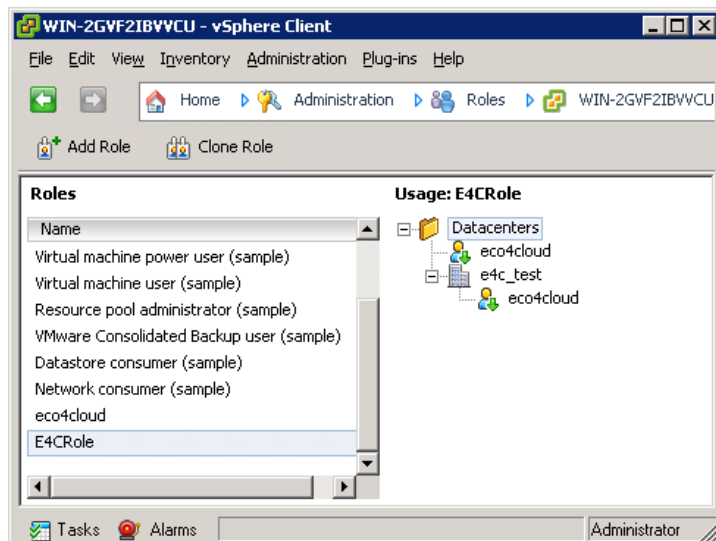 WIN-2GVF2IBVVCU - vSphere Client
File Edit View Inventory Administration Plug-ins Help
Home Administration Roles WIN-2GVF2IBVVCU
Add Role Clone Role
Roles
Name
Virtual machine power user (sample)
Virtual machine user (sample)
Resource pool administrator (sample)
VMware Consolidated Backup user (sample)
Datastore consumer (sample)
Network consumer (sample)
eco4cloud
E4CRole
Usage: E4CRole
Datacenters
eco4cloud
e4c_test
eco4cloud
Tasks Alarms Administrator